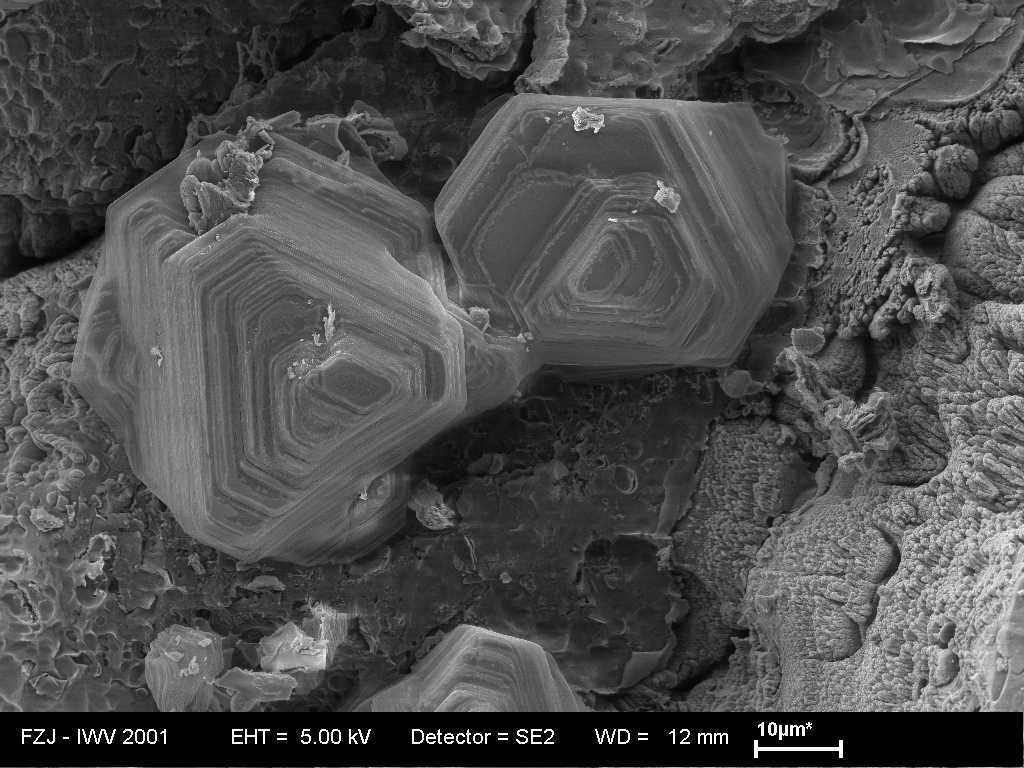 10µm*
FZJ - IWV 2001 EHT = 5.00 kV Detector = SE2 WD = 12 mm